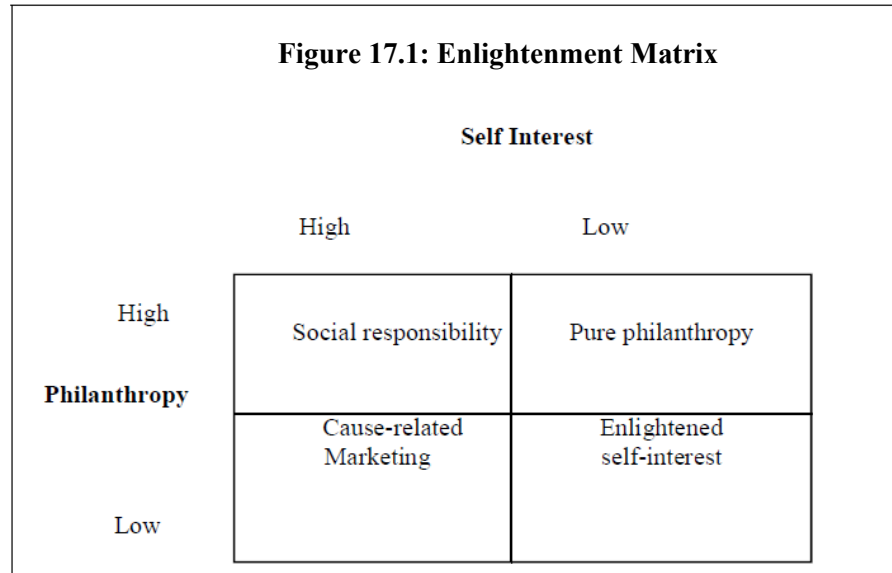 Figure 17.1: Enlightenment Matrix
Self Interest
High Low
High
Social responsibility Pure philanthropy
Philanthropy
Cause-related Enlightened
Marketing self-interest
Low